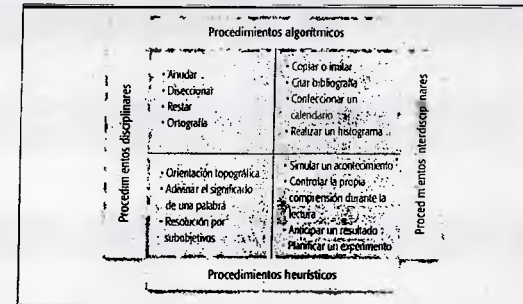 Procedimientos algorítmicos
Procedimientos disciplinares
• Anudar
• Diseccionar
• Restar
• Ortografía
• Copiar o imitar
• Citar bibliografía
• Confeccionar un
calendario
• Realizar un histograma
• Orientación topográfica
• Adivinar el significado
de una palabra
• Resolución por
subobjetivos
• Simular un acontecimiento
• Controlar la propia
comprensión durante la
lectura
• Anticipar un resultado
• Planificar un experimento
Procedimientos interdisciplinares
Procedimientos heurísticos